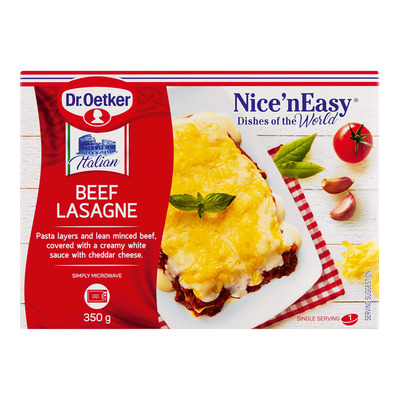 Dr.Oetker
Nice'nEasy®
Dishes of the World
Italian
BEEF
LASAGNE
Pasta layers and lean minced beef,
covered with a creamy white
sauce with cheddar cheese.
SIMPLY MICROWAVE
350 g
SINGLE SERVING 1
SERVING SUGGESTION